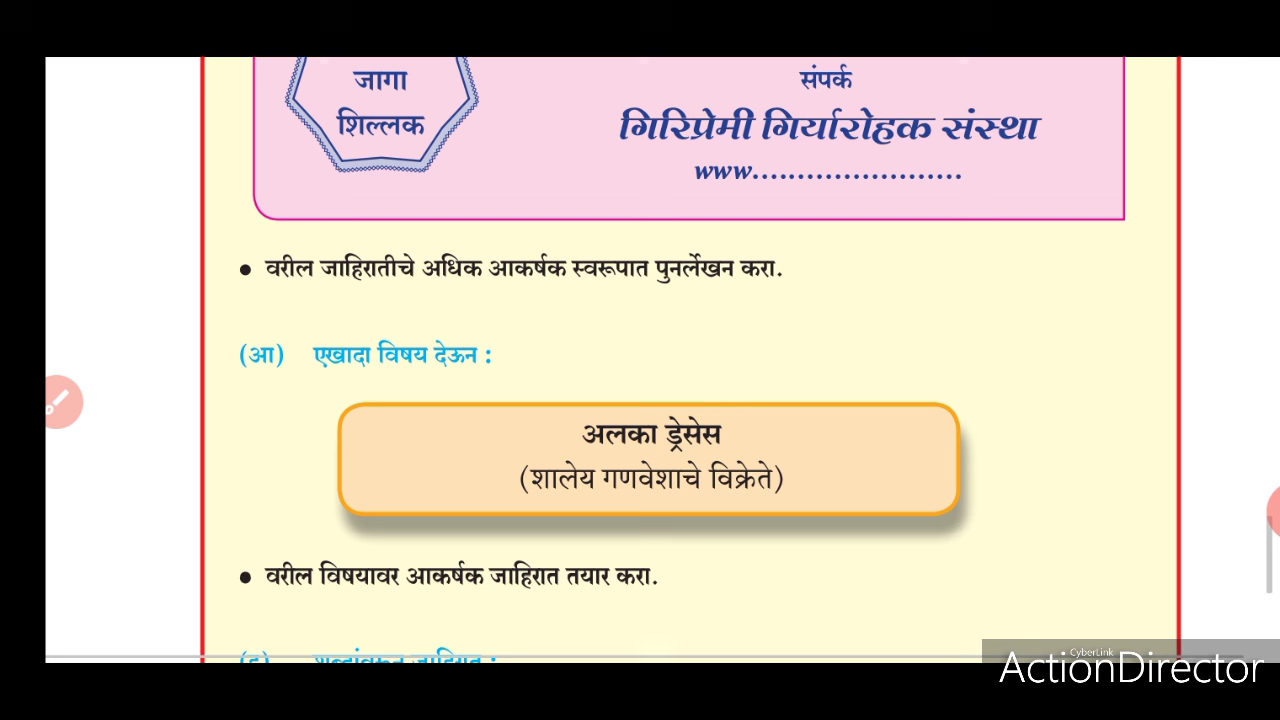 जागा
शिल्लक
संपर्क
गिरिप्रेमी गिर्यारोहक संस्था
www.......................
● वरील जाहिरातीचे अधिक आकर्षक स्वरूपात पुनर्लेखन करा.
(आ) एखादा विषय देऊन :
अलका ड्रेसेस
(शालेय गणवेशाचे विक्रेते)
● वरील विषयावर आकर्षक जाहिरात तयार करा.
CyberLink
ActionDirector